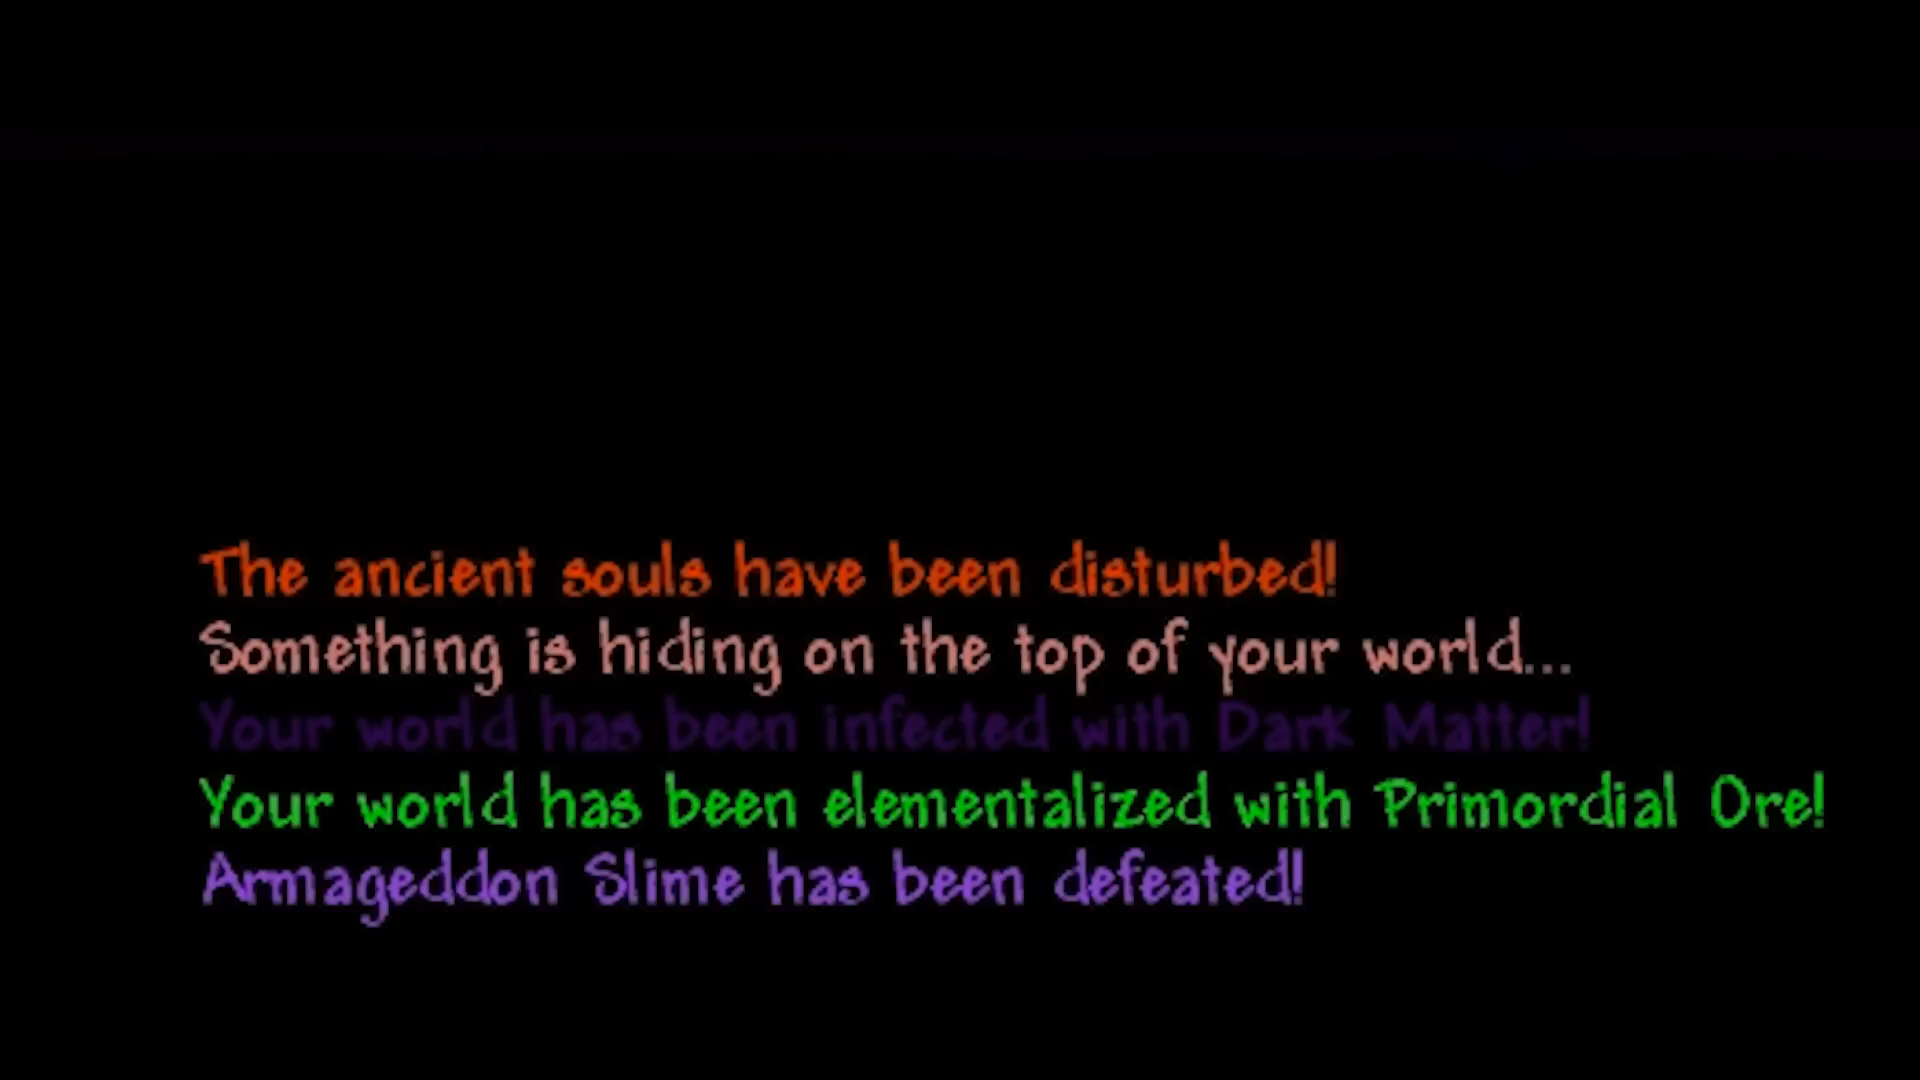 The ancient souls have been disturbed!
Something is hiding on the top of your world...
Your world has been infected with Dark Matter!
Your world has been elementalized with Primordial Ore!
Armageddon Slime has been defeated!